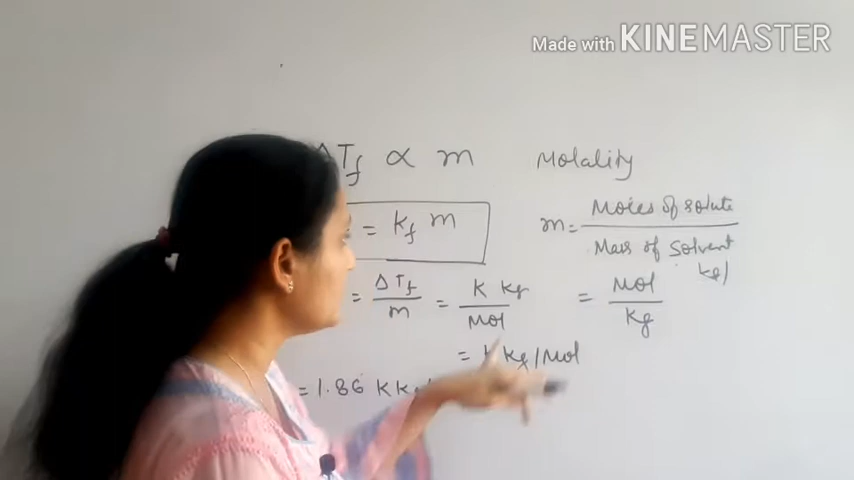 Made with KINEMASTER
ΔTf ∝ m
Molality
= Kf m
m = Moles of solute / Mass of Solvent kg
= ΔTf / m = K kg / Mol
= Mol / kg
= K kg / Mol
= 1.86 K